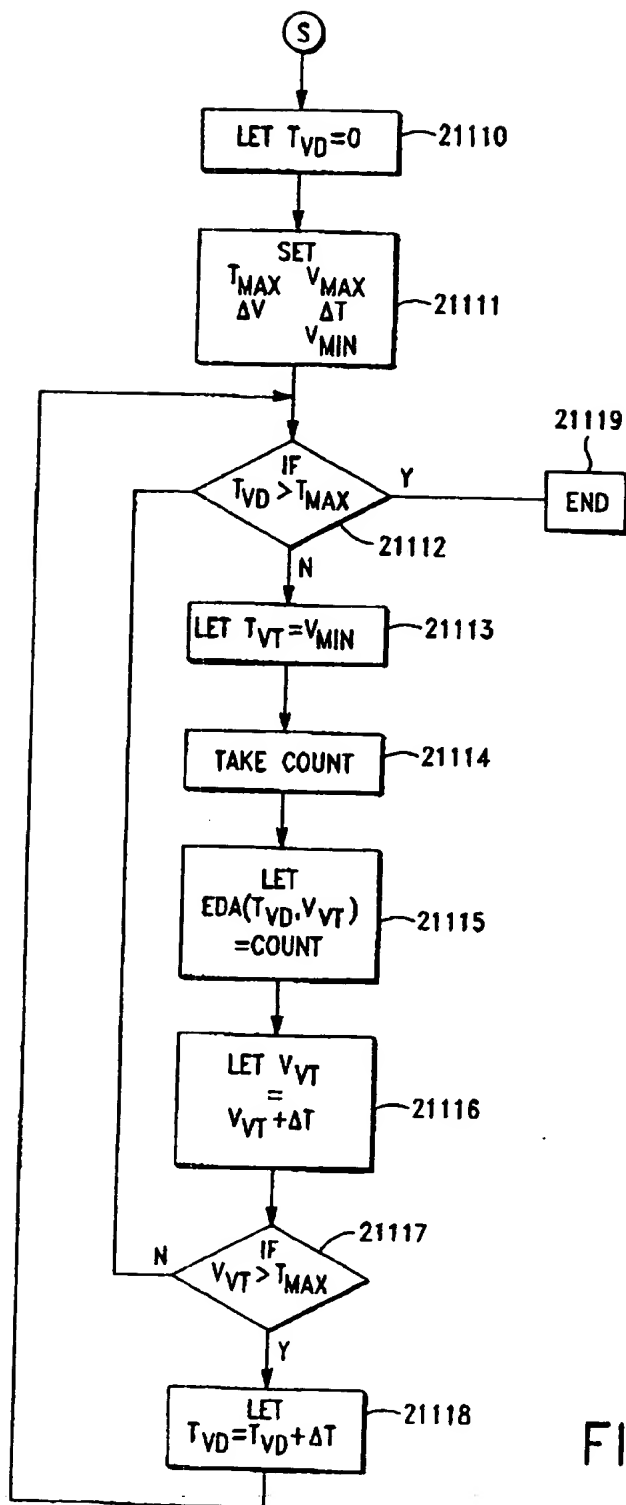 S
LET T_VD=0
21110
SET
T_MAX V_MAX
ΔV ΔT
V_MIN
21111
IF
T_VD > T_MAX
Y
21119
END
21112
N
LET T_VT=V_MIN
21113
TAKE COUNT
21114
LET
EDA(T_VD,V_VT)
=COUNT
21115
LET V_VT
=
V_VT+ΔT
21116
21117
N
IF
V_VT > T_MAX
Y
LET
T_VD=T_VD+ΔT
21118
FI